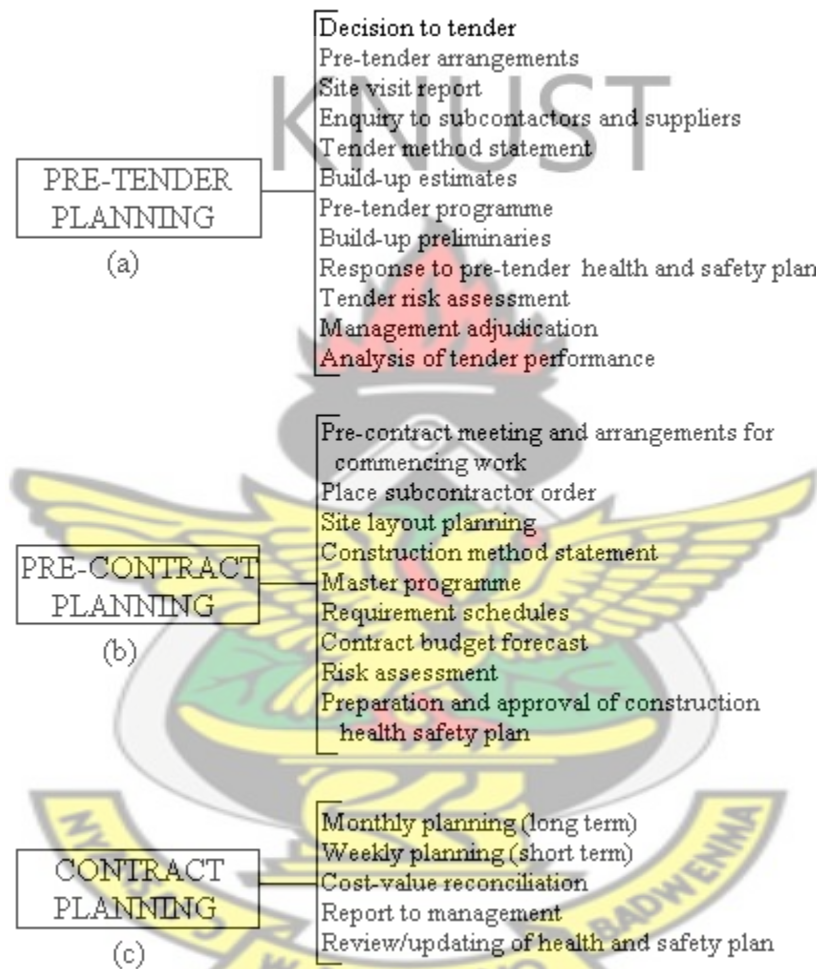 KNUST
PRE-TENDER
PLANNING
(a)
Decision to tender
Pre-tender arrangements
Site visit report
Enquiry to subcontactors and suppliers
Tender method statement
Build-up estimates
Pre-tender programme
Build-up preliminaries
Response to pre-tender health and safety plan
Tender risk assessment
Management adjudication
Analysis of tender performance
PRE-CONTRACT
PLANNING
(b)
Pre-contract meeting and arrangements for
commencing work
Place subcontractor order
Site layout planning
Construction method statement
Master programme
Requirement schedules
Contract budget forecast
Risk assessment
Preparation and approval of construction
health safety plan
CONTRACT
PLANNING
(c)
Monthly planning (long term)
Weekly planning (short term)
Cost-value reconciliation
Report to management
Review/updating of health and safety plan
BADWENMA